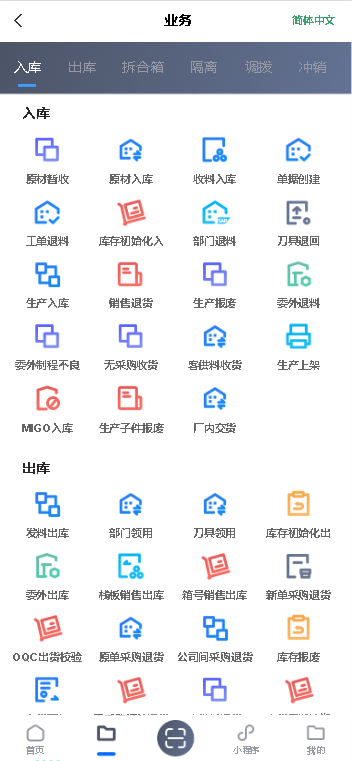 业务
简体中文
入库 出库 拆合箱 隔离 调拨 冲销
入库
原材暂收 原材入库 收料入库 单据创建
工单退料 库存初始化入 部门退料 刀具退回
生产入库 销售退货 生产报废 委外退料
委外制程不良 无采购收货 客供料收货 生产上架
MIGO入库 生产子件报废 厂内交货
出库
发料出库 部门领用 刀具领用 库存初始化出
委外出库 栈板销售出库 箱号销售出库 新单采购退货
OQC出货校验 原单采购退货 公司间采购退货 库存报废
首页 小程序 我的